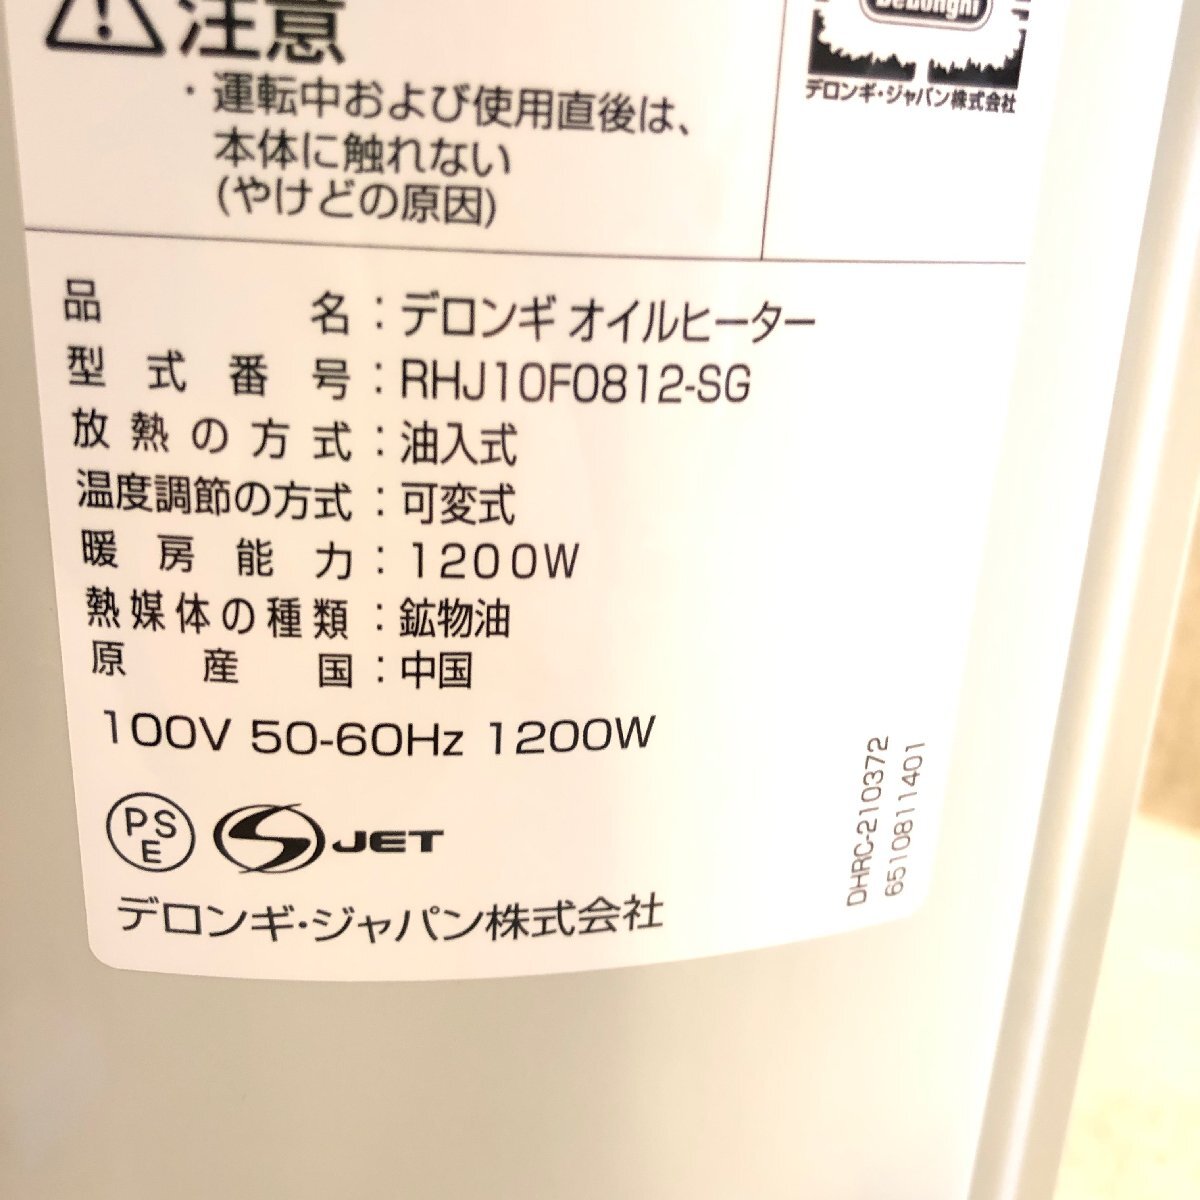 注意
・運転中および使用直後は、
本体に触れない
(やけどの原因)
DeLonghi
デロンギ・ジャパン株式会社
品名：デロンギ オイルヒーター
型式番号：RHJ10F0812-SG
放熱の方式：油入式
温度調節の方式：可変式
暖房能力：1200W
熱媒体の種類：鉱物油
原産国：中国
100V 50-60Hz 1200W
PSE
JET
デロンギ・ジャパン株式会社
DHRC-210372
6510811401